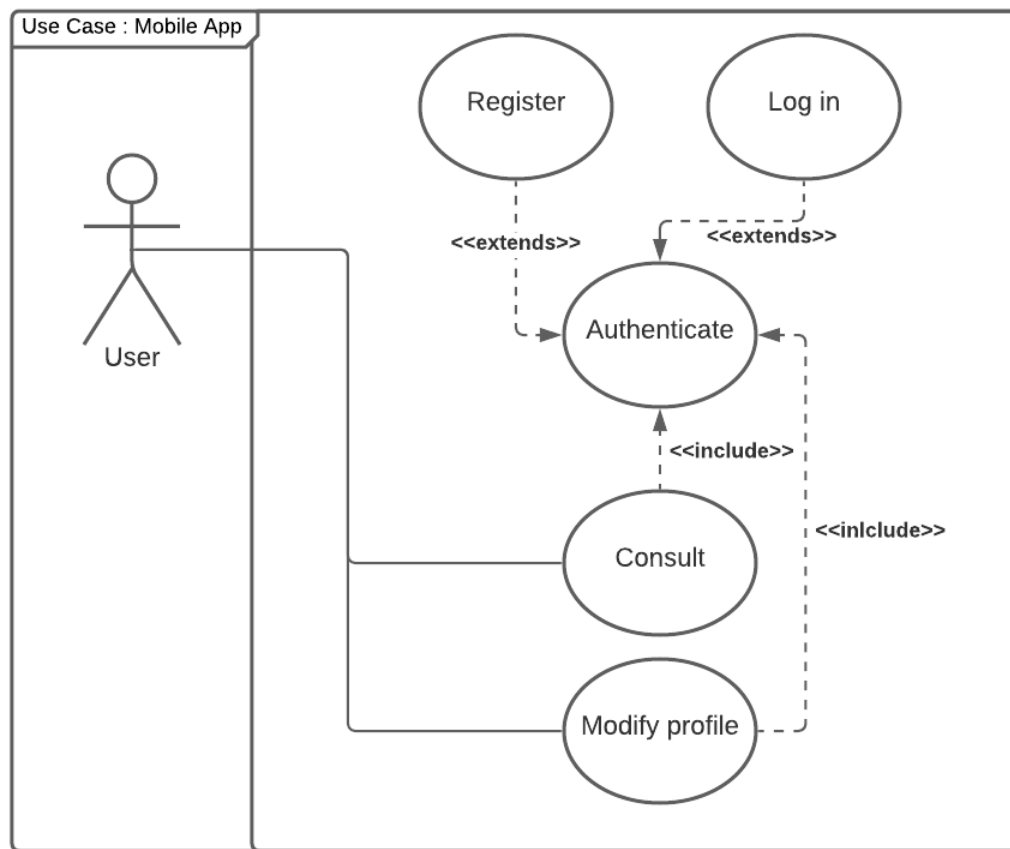 Use Case : Mobile App
Register
Log in
<<extends>>
<<extends>>
Authenticate
User
<<include>>
<<inlclude>>
Consult
Modify profile